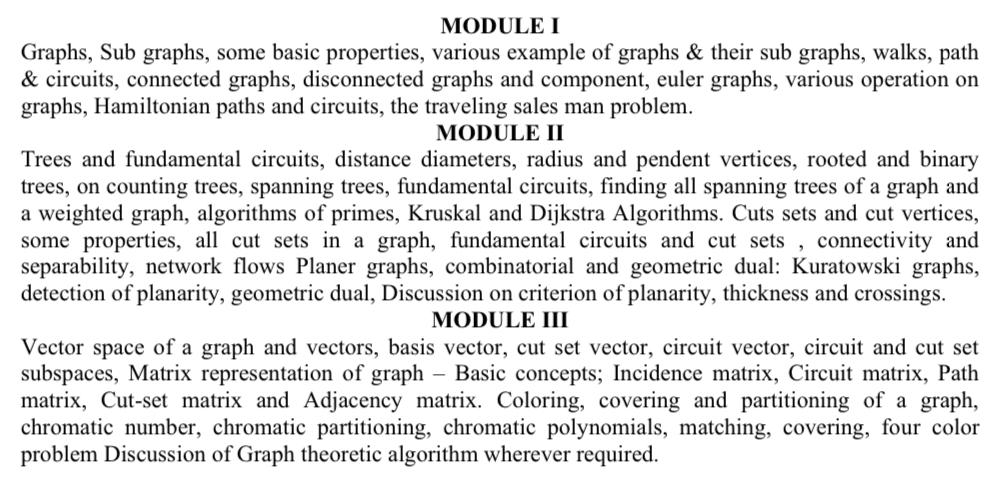 MODULE I
Graphs, Sub graphs, some basic properties, various example of graphs & their sub graphs, walks, path
& circuits, connected graphs, disconnected graphs and component, euler graphs, various operation on
graphs, Hamiltonian paths and circuits, the traveling sales man problem.
MODULE II
Trees and fundamental circuits, distance diameters, radius and pendent vertices, rooted and binary
trees, on counting trees, spanning trees, fundamental circuits, finding all spanning trees of a graph and
a weighted graph, algorithms of primes, Kruskal and Dijkstra Algorithms. Cuts sets and cut vertices,
some properties, all cut sets in a graph, fundamental circuits and cut sets , connectivity and
separability, network flows Planer graphs, combinatorial and geometric dual: Kuratowski graphs,
detection of planarity, geometric dual, Discussion on criterion of planarity, thickness and crossings.
MODULE III
Vector space of a graph and vectors, basis vector, cut set vector, circuit vector, circuit and cut set
subspaces, Matrix representation of graph – Basic concepts; Incidence matrix, Circuit matrix, Path
matrix, Cut-set matrix and Adjacency matrix. Coloring, covering and partitioning of a graph,
chromatic number, chromatic partitioning, chromatic polynomials, matching, covering, four color
problem Discussion of Graph theoretic algorithm wherever required.